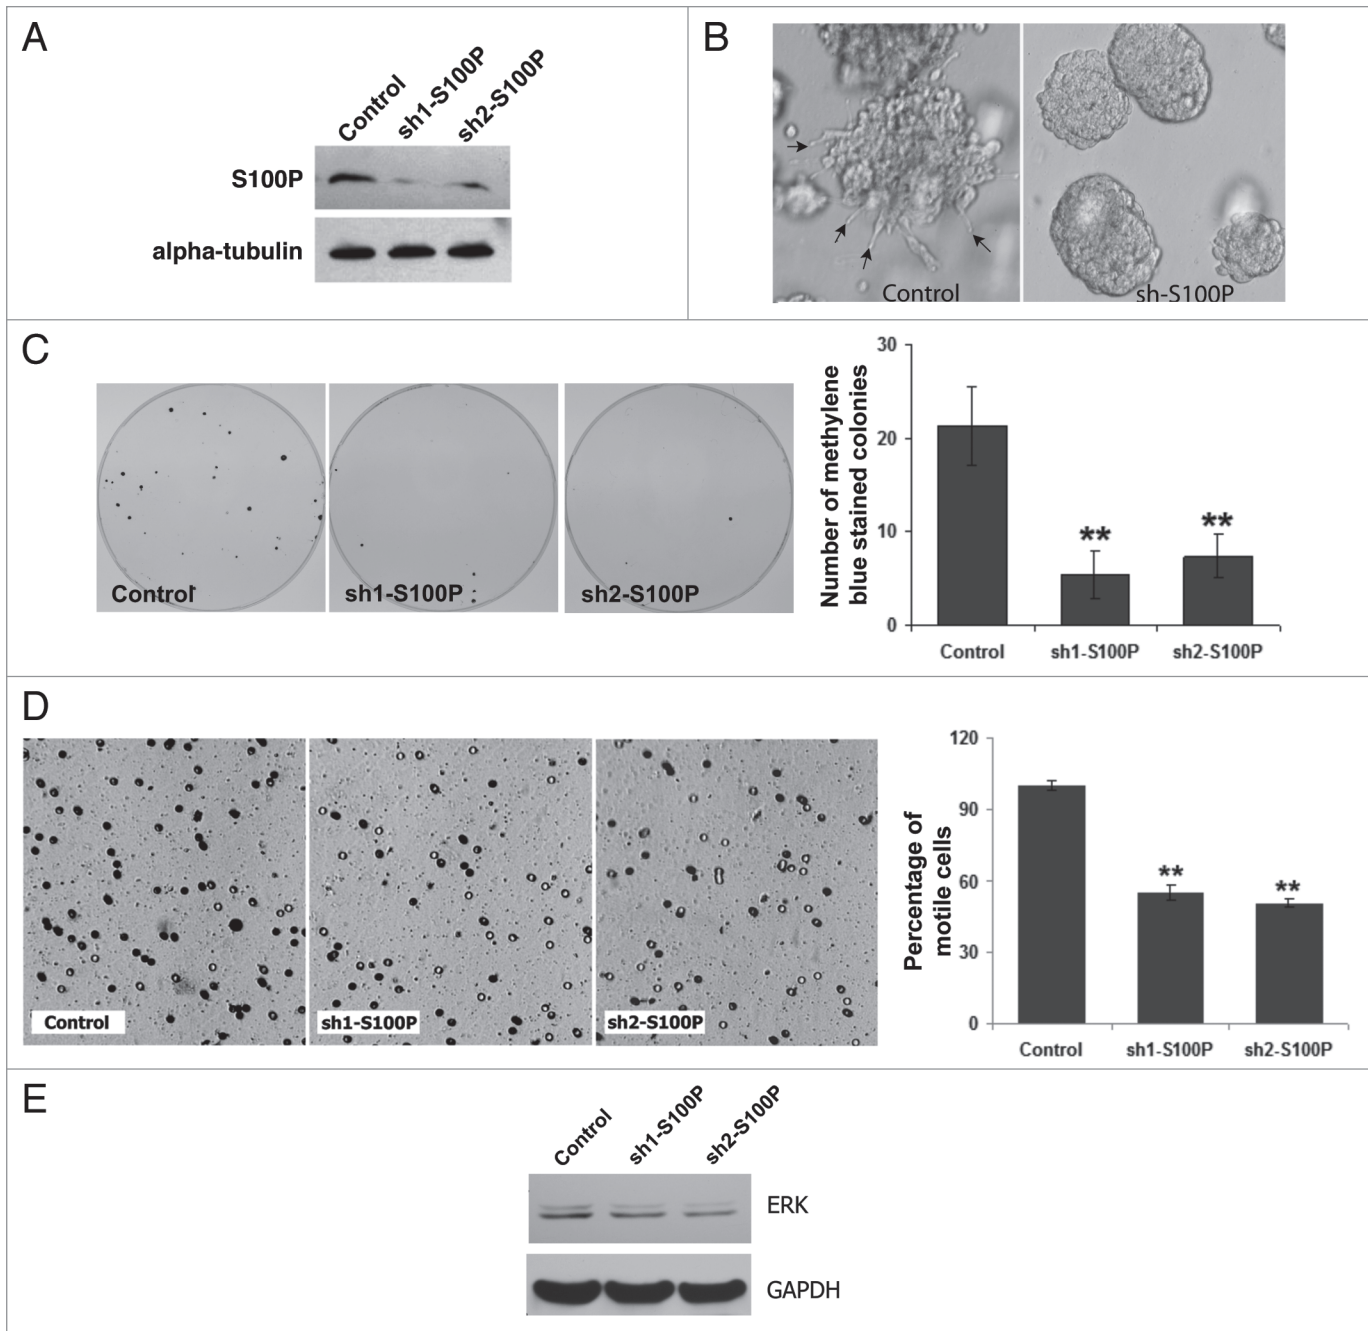 A
Control
sh1-S100P
sh2-S100P
S100P
alpha-tubulin
B
Control
sh-S100P
C
Control
sh1-S100P
sh2-S100P
Number of methylene
blue stained colonies
30
20
10
0
**
**
Control
sh1-S100P
sh2-S100P
D
Control
sh1-S100P
sh2-S100P
Percentage of
motile cells
120
90
60
30
0
**
**
Control
sh1-S100P
sh2-S100P
E
Control
sh1-S100P
sh2-S100P
ERK
GAPDH